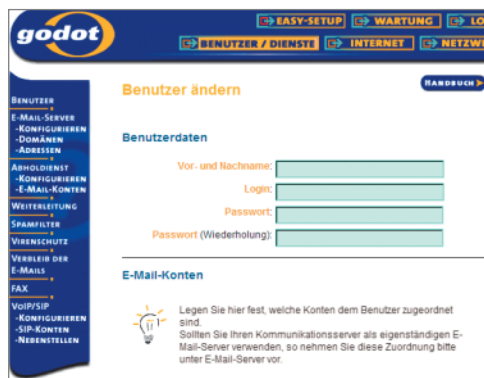 godot
EASY-SETUP WARTUNG LO
BENUTZER / DIENSTE INTERNET NETZWE
HANDBUCH
BENUTZER
E-MAIL-SERVER
-KONFIGURIEREN
-DOMÄNEN
-ADRESSEN
ABHOLDIENST
-KONFIGURIEREN
-E-MAIL-KONTEN
WEITERLEITUNG
SPAMFILTER
VIRENSCHUTZ
VERBLEIB DER
E-MAILS
FAX
VOIP/SIP
-KONFIGURIEREN
-SIP-KONTEN
-NEBENSTELLEN
Benutzer ändern
Benutzerdaten
Vor- und Nachname:
Login:
Passwort:
Passwort (Wiederholung):
E-Mail-Konten
Legen Sie hier fest, welche Konten dem Benutzer zugeordnet
sind.
Sollten Sie Ihren Kommunikationsserver als eigenständigen E-
Mail-Server verwenden, so nehmen Sie diese Zuordnung bitte
unter E-Mail-Server vor.